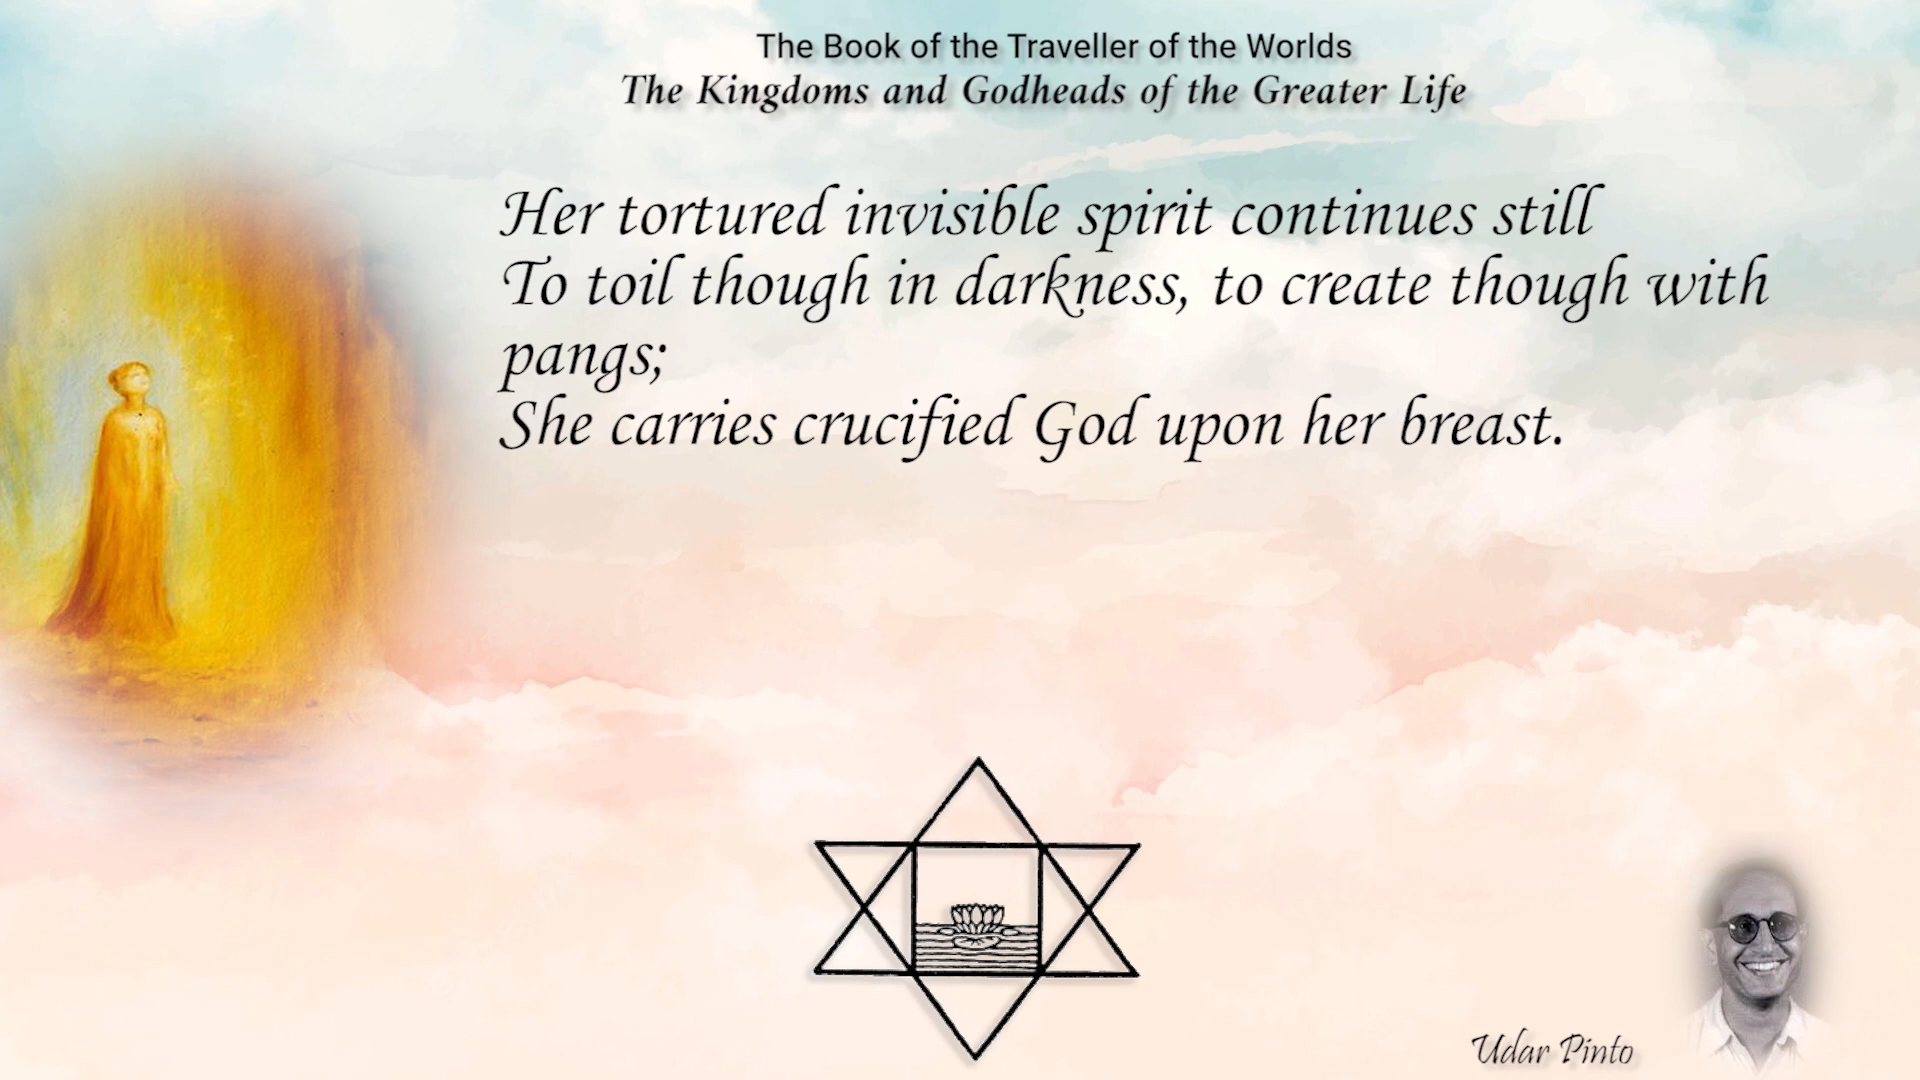 The Book of the Traveller of the Worlds
The Kingdoms and Godheads of the Greater Life
Her tortured invisible spirit continues still
To toil though in darkness, to create though with
pangs;
She carries crucified God upon her breast.
Udar Pinto